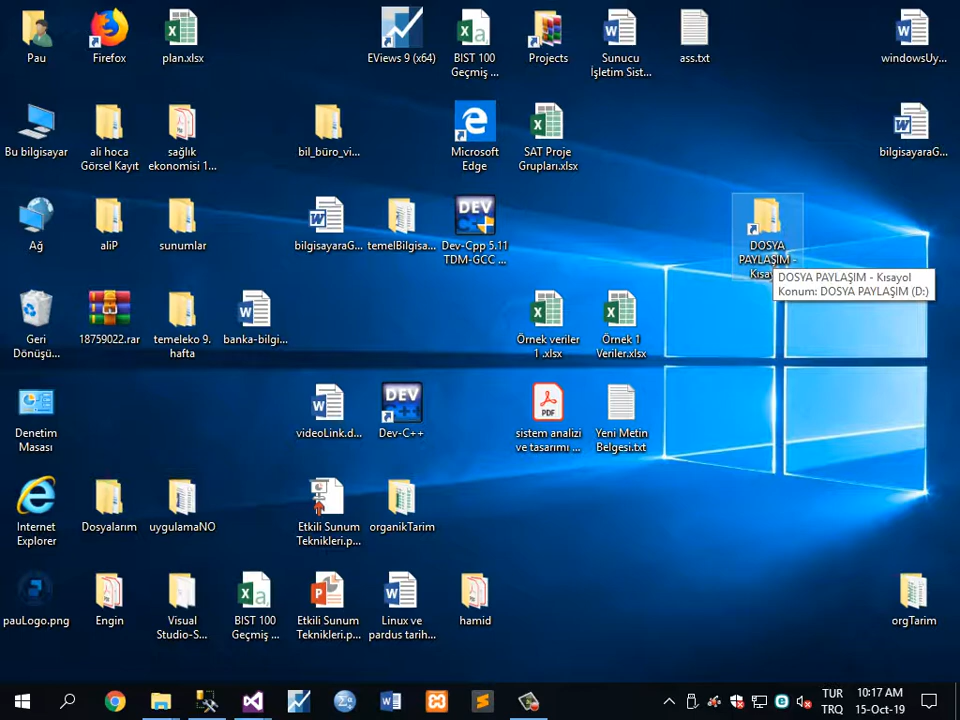 Pau
Firefox
plan.xlsx
EViews 9 (x64)
BIST 100
Geçmiş ...
Projects
Sunucu
İşletim Sist...
ass.txt
windowsUy...
Bu bilgisayar
ali hoca
Görsel Kayıt
sağlık
ekonomisi 1...
bil_büro_vi...
Microsoft
Edge
SAT Proje
Grupları.xlsx
bilgisayaraG...
Ağ
aliP
sunumlar
bilgisayaraG...
temelBilgisa...
DEV
Dev-Cpp 5.11
TDM-GCC ...
DOSYA
PAYLAŞIM -
Kısayol
DOSYA PAYLAŞIM - Kısayol
Konum: DOSYA PAYLAŞIM (D:)
Geri
Dönüşü...
18759022.rar
temeleko 9.
hafta
banka-bilgi...
Örnek veriler
1 .xlsx
Örnek 1
Veriler.xlsx
Denetim
Masası
videoLink.d...
DEV
C++
Dev-C++
PDF
sistem analizi
ve tasarımı ...
Yeni Metin
Belgesi.txt
Internet
Explorer
Dosyalarım
uygulamaNO
Etkili Sunum
Teknikleri.p...
organikTarim
pauLogo.png
Engin
Visual
Studio-S...
BIST 100
Geçmiş ...
Etkili Sunum
Teknikleri.p...
Linux ve
pardus tarih...
hamid
orgTarim
TUR
TRQ
10:17 AM
15-Oct-19